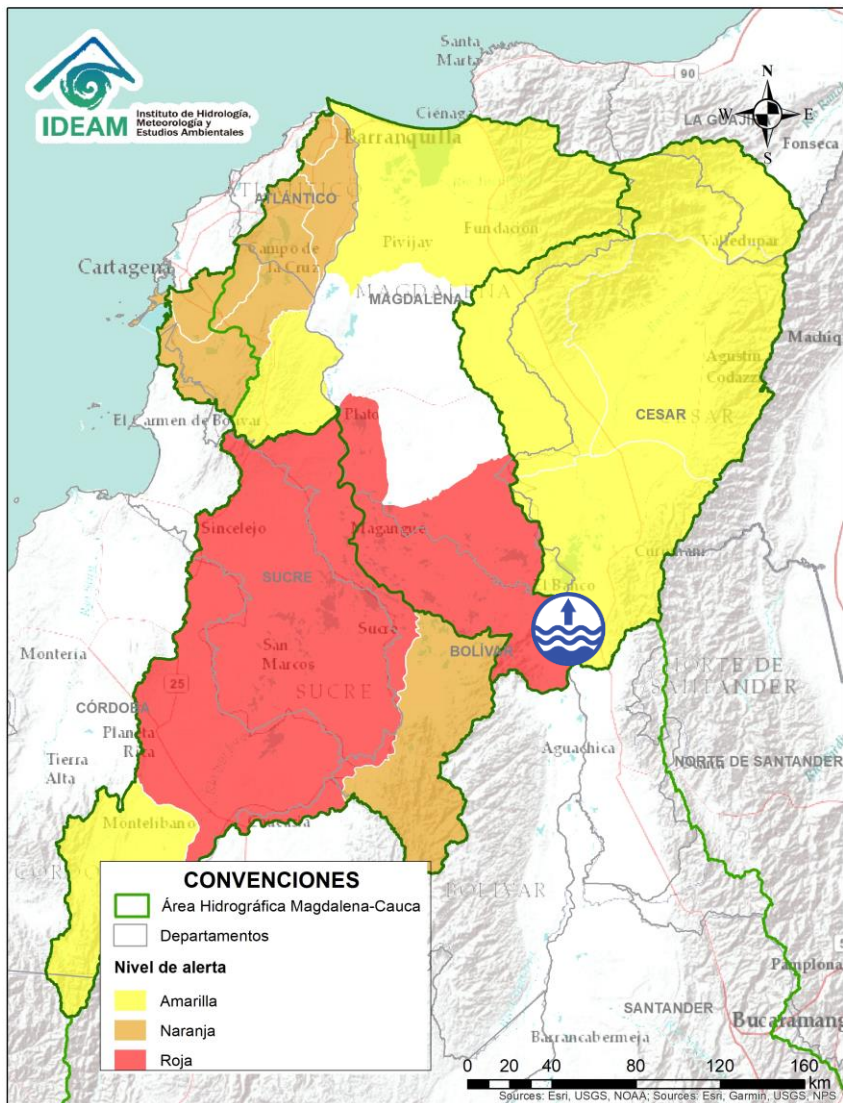 Santa
Marta
90
N
W
E
S
IDEAM
Instituto de Hidrología,
Meteorología y
Estudios Ambientales
Ciénaga
LA GUAJIRA
Fonseca
Barranquilla
ATLÁNTICO
Valledupar
Fundación
Pivijay
Campo de
la Cruz
Cartagena
MAGDALENA
MAGDALENA
Agustín
Codazzi
El Carmen de Bolívar
Plato
CESAR
Sincelejo
Magangué
SUCRE
El Banco
San
Marcos
Sucre
BOLÍVAR
Montería
25
SUCRE
NORTE DE
SANTANDER
CÓRDOBA
Planeta
Rica
Aguachica
Tierra
Alta
NORTE DE SANTANDER
Montelíbano
BOLÍVAR
CONVENCIONES
Área Hidrográfica Magdalena-Cauca
Departamentos
Nivel de alerta
Amarilla
Naranja
Roja
Pamplona
SANTANDER
Bucaramang
Barrancabermeja
0 20 40 80 120 160
km
Sources: Esri, USGS, NOAA; Sources: Esri, Garmin, USGS, NPS